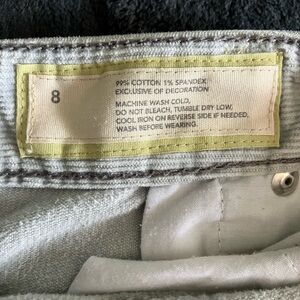 8
99% COTTON 1% SPANDEX
EXCLUSIVE OF DECORATION
MACHINE WASH COLD,
DO NOT BLEACH, TUMBLE DRY LOW,
COOL IRON ON REVERSE SIDE IF NEEDED,
WASH BEFORE WEARING.